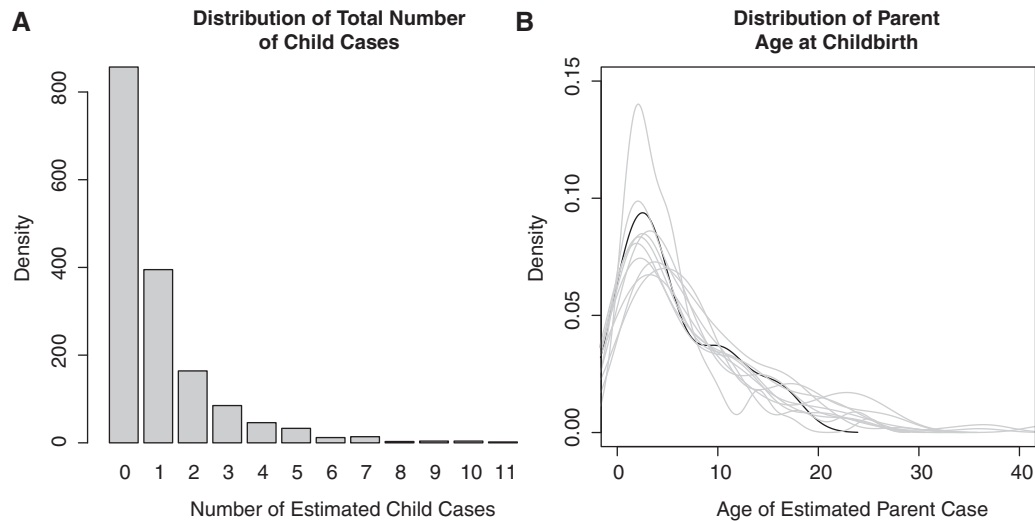 A
Distribution of Total Number
of Child Cases
Density
800
600
400
200
0
0 1 2 3 4 5 6 7 8 9 10 11
Number of Estimated Child Cases
B
Distribution of Parent
Age at Childbirth
Density
0.15
0.10
0.05
0.00
0 10 20 30 40
Age of Estimated Parent Case